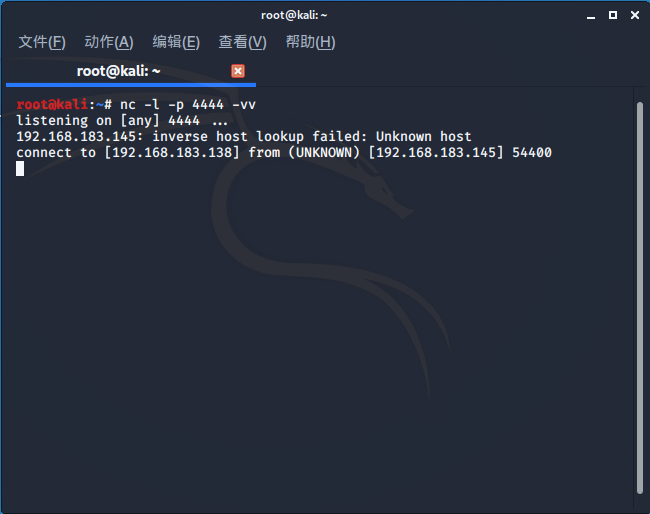 root@kali: ~
文件(F) 动作(A) 编辑(E) 查看(V) 帮助(H)
root@kali: ~
root@kali:~# nc -l -p 4444 -vv
listening on [any] 4444 ...
192.168.183.145: inverse host lookup failed: Unknown host
connect to [192.168.183.138] from (UNKNOWN) [192.168.183.145] 54400